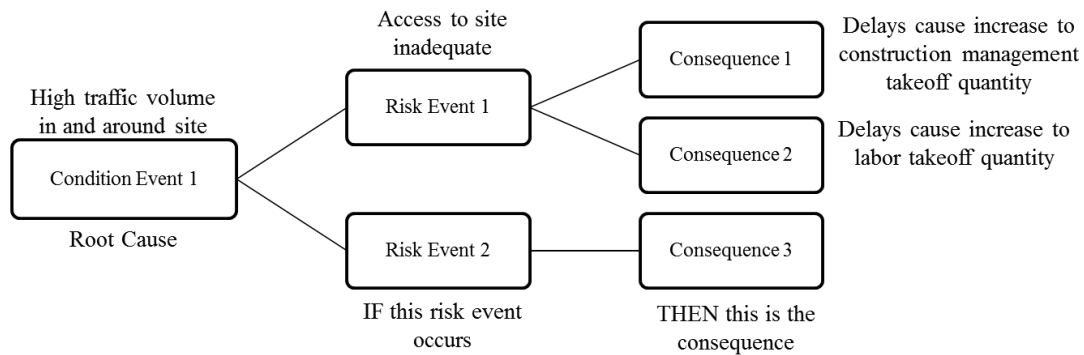 High traffic volume
in and around site
Condition Event 1
Root Cause
Access to site
inadequate
Risk Event 1
Risk Event 2
IF this risk event
occurs
Consequence 1
Delays cause increase to
construction management
takeoff quantity
Consequence 2
Delays cause increase to
labor takeoff quantity
Consequence 3
THEN this is the
consequence